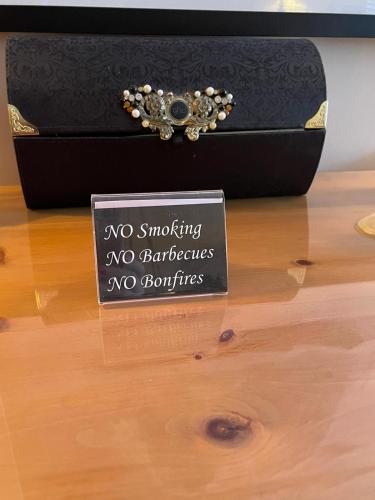 NO Smoking
NO Barbecues
NO Bonfires